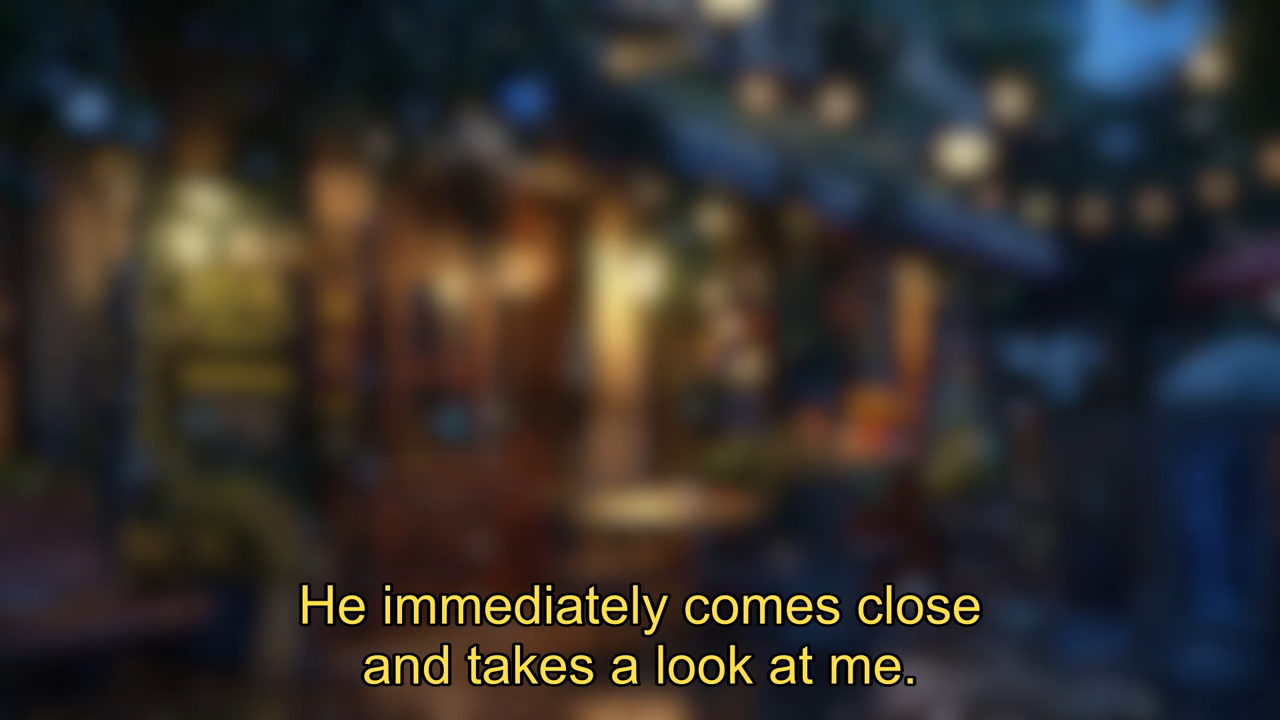 He immediately comes close
and takes a look at me.